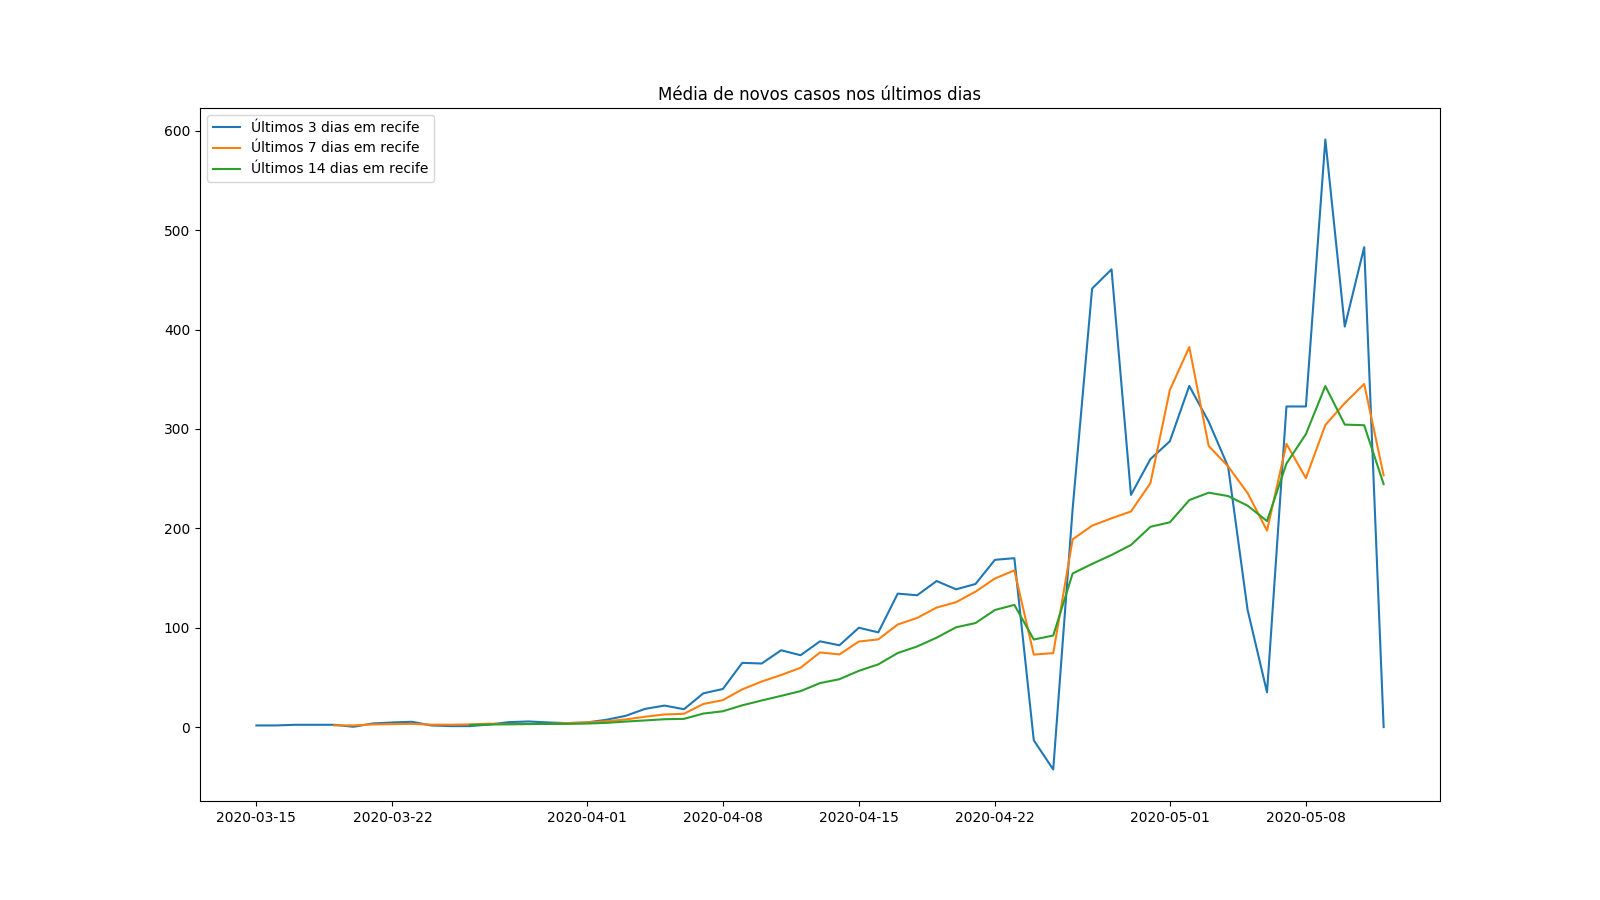 Média de novos casos nos últimos dias
Últimos 3 dias em recife
Últimos 7 dias em recife
Últimos 14 dias em recife
600
500
400
300
200
100
0
2020-03-15 2020-03-22 2020-04-01 2020-04-08 2020-04-15 2020-04-22 2020-05-01 2020-05-08